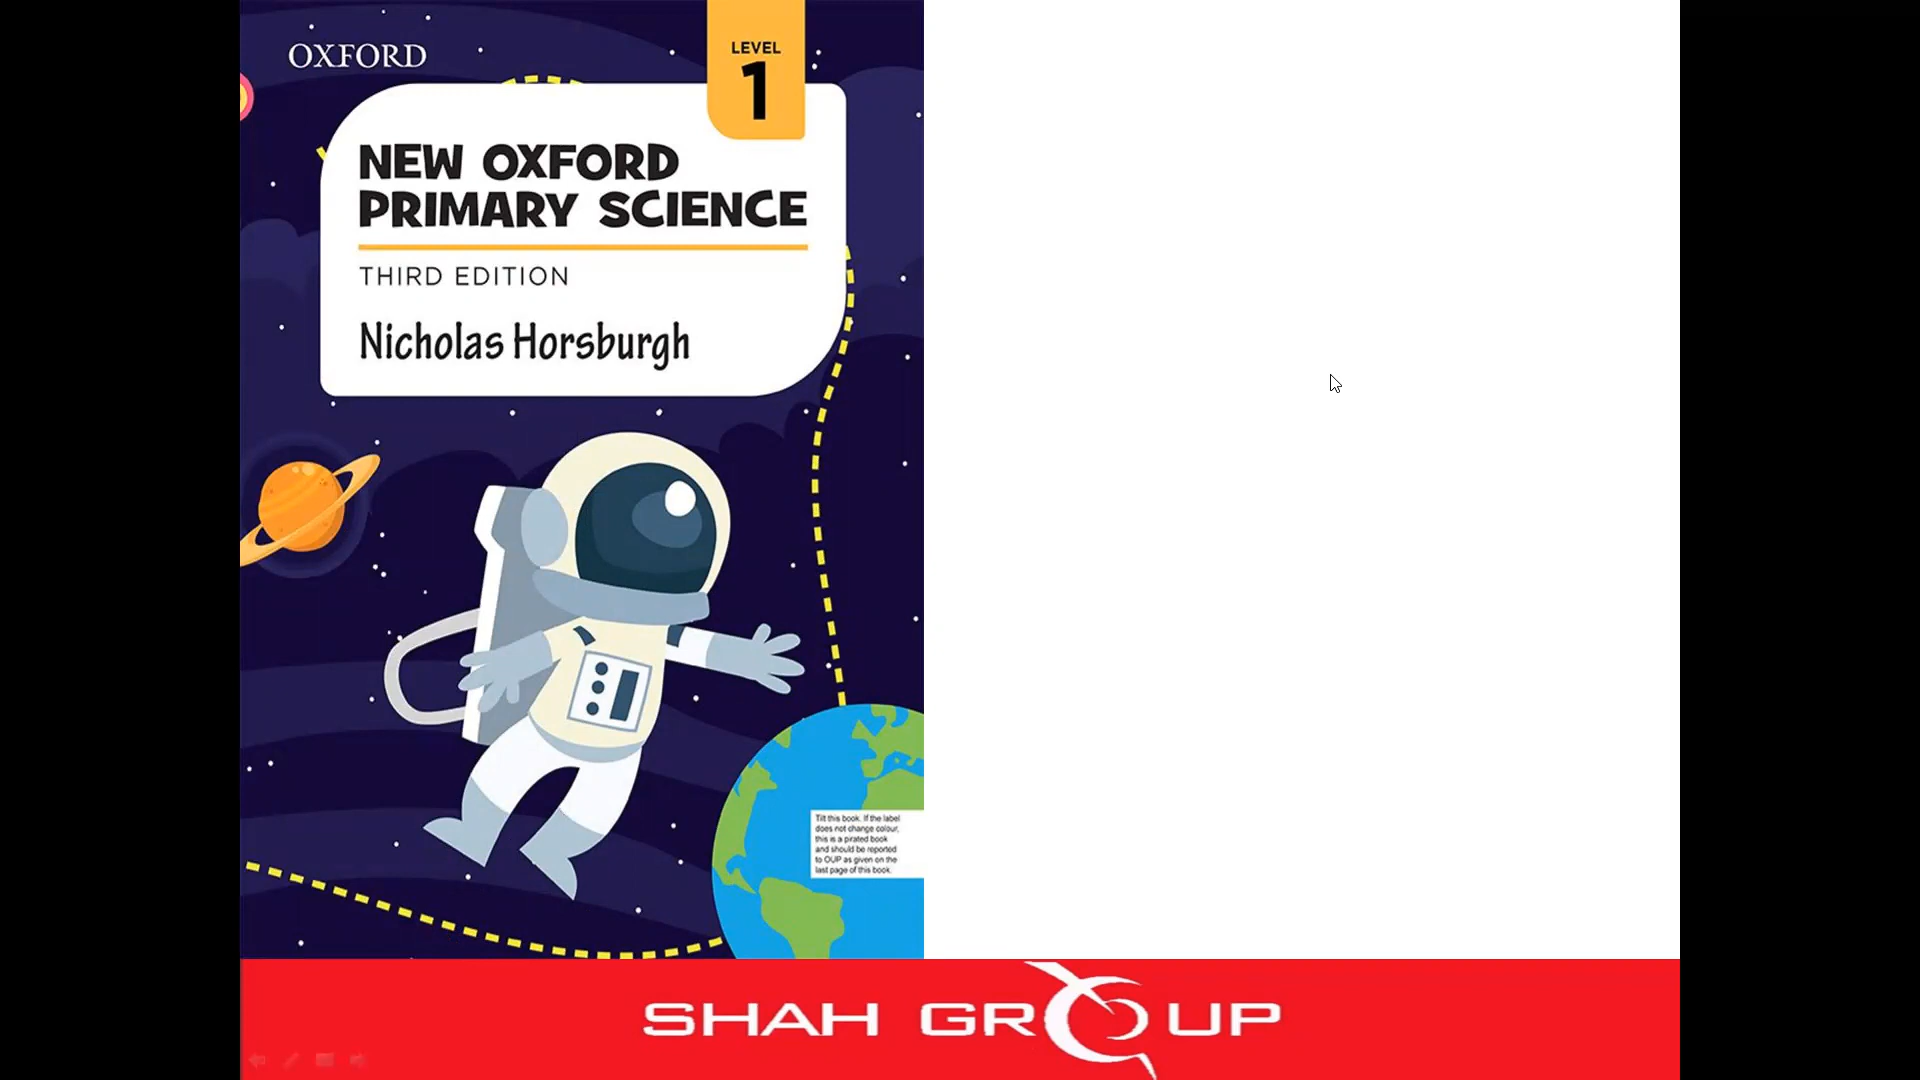 OXFORD
LEVEL
1
NEW OXFORD
PRIMARY SCIENCE
THIRD EDITION
Nicholas Horsburgh
Tilt this book. If the label
does not change colour,
this is a pirated book
and should be reported
to OUP as given on the
last page of this book.
SHAH GROUP